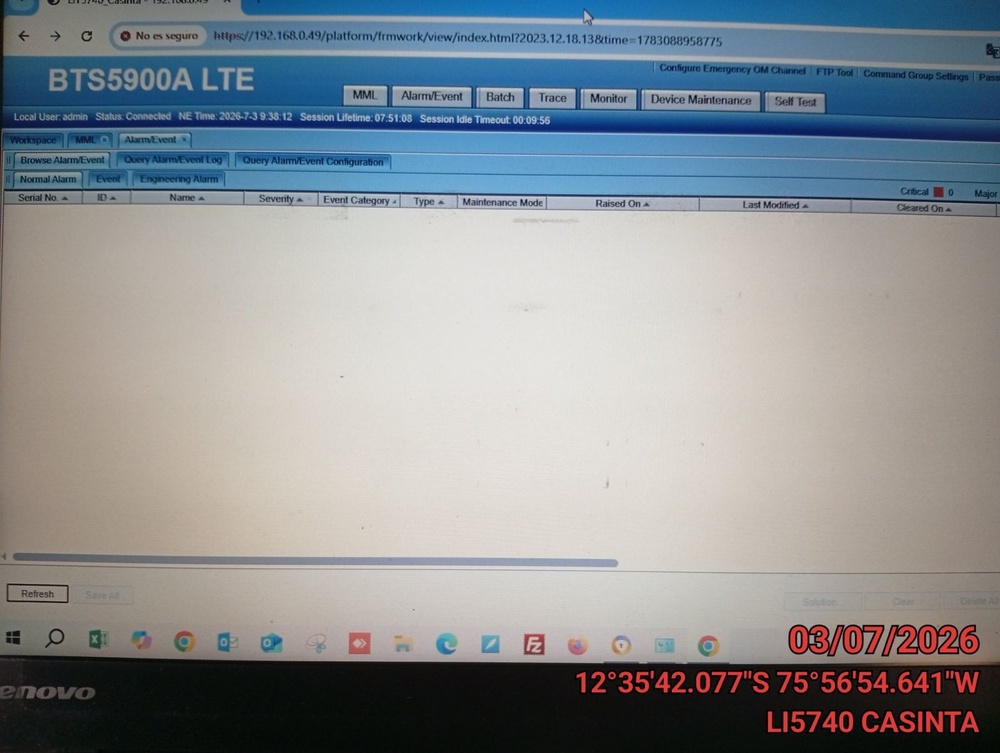 LI5740_Casinta - 192.168.0.49
No es seguro https://192.168.0.49/platform/frmwork/view/index.html?2023.12.18.13&time=1783088958775
Configure Emergency OM Channel FTP Tool Command Group Settings Pass
BTS5900A LTE
MML Alarm/Event Batch Trace Monitor Device Maintenance Self Test
Local User: admin Status: Connected NE Time: 2026-7-3 9:38:12 Session Lifetime: 07:51:08 Session Idle Timeout: 00:09:56
Workspace MML Alarm/Event
Browse Alarm/Event Query Alarm/Event Log Query Alarm/Event Configuration
Normal Alarm Event Engineering Alarm
Critical 0 Major
Serial No. ID Name Severity Event Category Type Maintenance Mode Raised On Last Modified Cleared On
Refresh Save All Solution... Clear Delete All
03/07/2026
12°35'42.077"S 75°56'54.641"W
LI5740 CASINTA
enovo